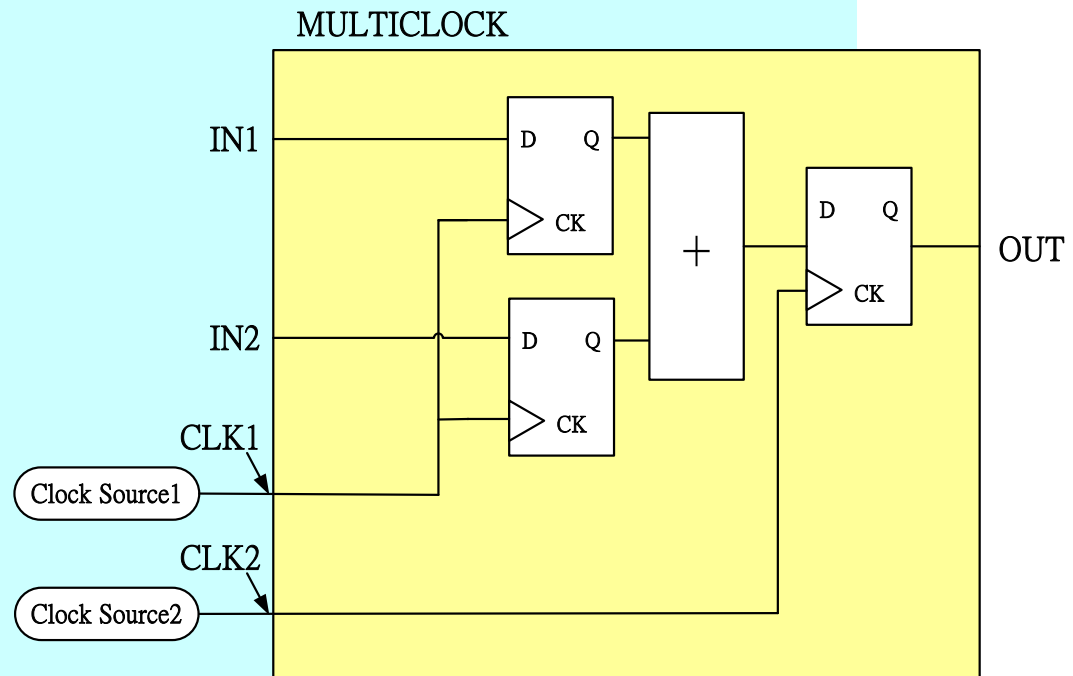 MULTICLOCK
IN1
D
Q
CK
+
D
Q
CK
OUT
IN2
D
Q
CK
CLK1
Clock Source1
CLK2
Clock Source2